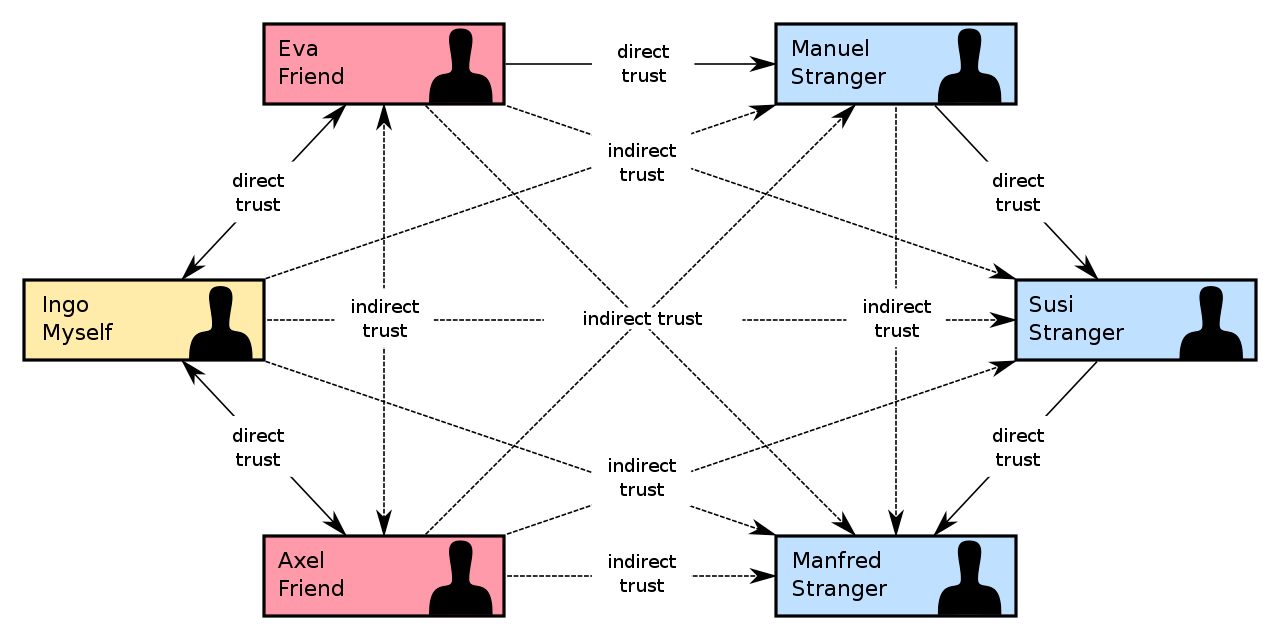 Eva
Friend
direct
trust
Manuel
Stranger
indirect
trust
direct
trust
direct
trust
Ingo
Myself
indirect
trust
indirect trust
indirect
trust
Susi
Stranger
direct
trust
indirect
trust
direct
trust
Axel
Friend
indirect
trust
Manfred
Stranger